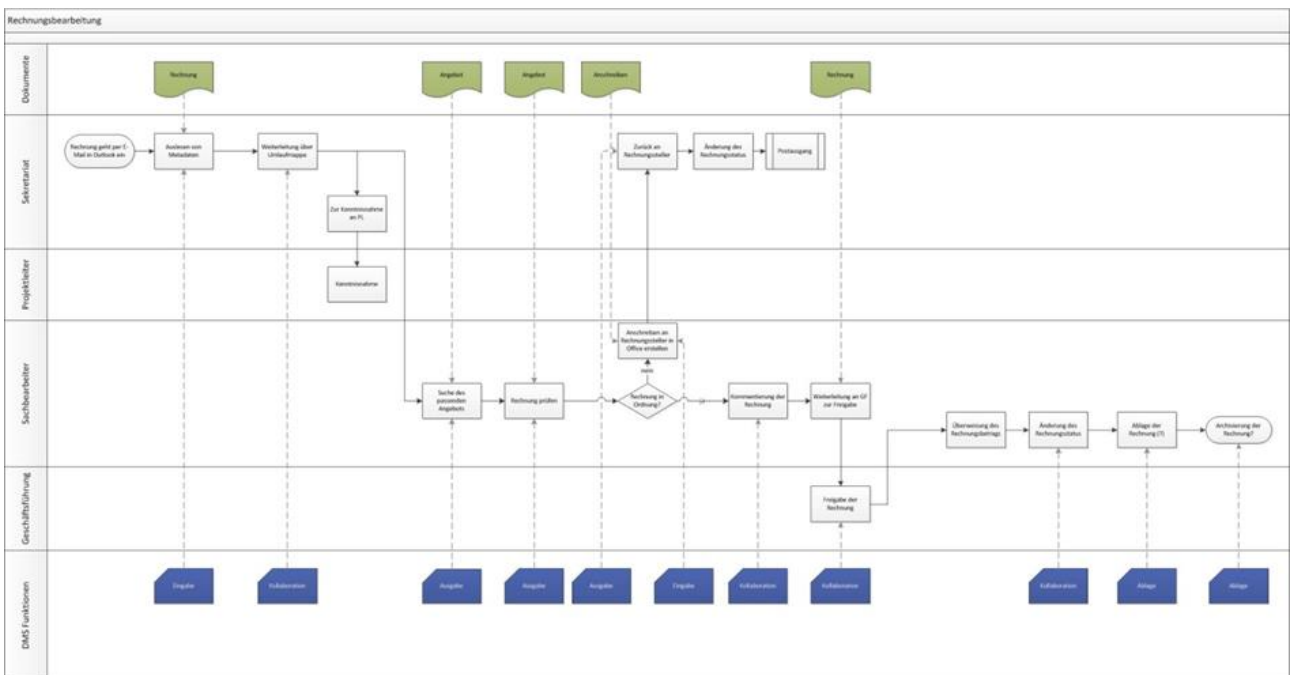 Rechnungsbearbeitung
Dokumente
Rechnung
Angebot
Angebot
Anschreiben
Rechnung
Sekretariat
Rechnung geht per E-
Mail in Outlook ein
Auslesen von
Metadaten
Weiterleitung über
Umlaufmappe
Zur Kenntnisnahme
an PL
Zurück an
Rechnungssteller
Änderung des
Rechnungsstatus
Postausgang
Projektleiter
Kenntnisnahme
Sachbearbeiter
Anschreiben an
Rechnungssteller in
Office erstellen
nein
Suche des
passenden
Angebots
Rechnung prüfen
Rechnung in
Ordnung?
ja
Kommentierung der
Rechnung
Weiterleitung an GF
zur Freigabe
Überweisung des
Rechnungsbetrags
Änderung des
Rechnungsstatus
Ablage der
Rechnung (?)
Archivierung der
Rechnung?
Geschäftsführung
Freigabe der
Rechnung
DMS Funktionen
Eingabe
Kollaboration
Ausgabe
Ausgabe
Ausgabe
Eingabe
Kollaboration
Kollaboration
Kollaboration
Ablage
Ablage